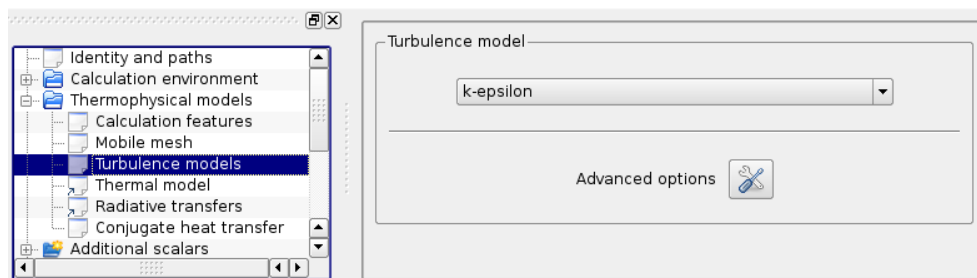 Identity and paths
Calculation environment
Thermophysical models
Calculation features
Mobile mesh
Turbulence models
Thermal model
Radiative transfers
Conjugate heat transfer
Additional scalars
Turbulence model
k-epsilon
Advanced options